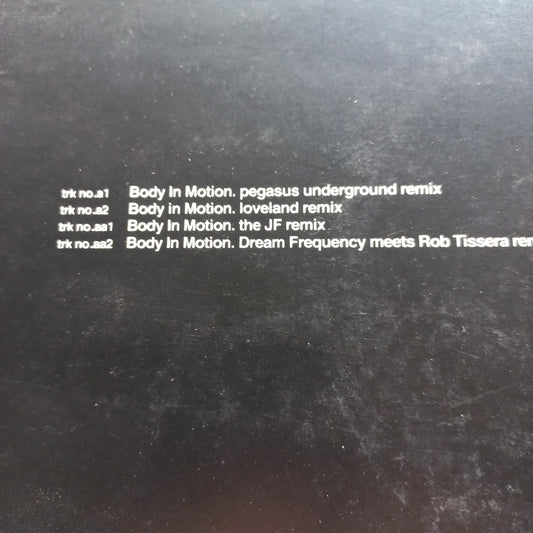 trk no.a1 Body In Motion. pegasus underground remix
trk no.a2 Body in Motion. loveland remix
trk no.aa1 Body In Motion. the JF remix
trk no.aa2 Body In Motion. Dream Frequency meets Rob Tissera